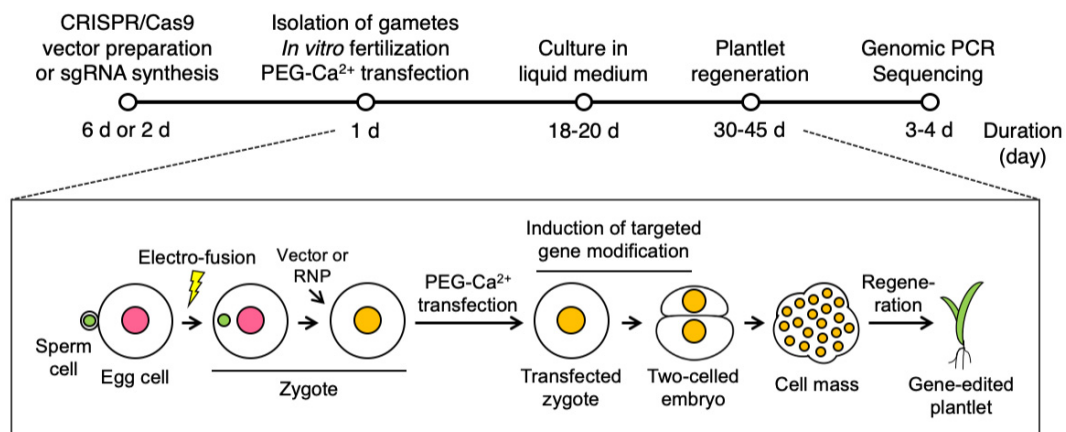 CRISPR/Cas9
vector preparation
or sgRNA synthesis
Isolation of gametes
In vitro fertilization
PEG-Ca²⁺ transfection
Culture in
liquid medium
Plantlet
regeneration
Genomic PCR
Sequencing
6 d or 2 d
1 d
18-20 d
30-45 d
3-4 d
Duration
(day)
Electro-fusion
Vector or
RNP
PEG-Ca²⁺
transfection
Induction of targeted
gene modification
Regene-
ration
Sperm
cell
Egg cell
Zygote
Transfected
zygote
Two-celled
embryo
Cell mass
Gene-edited
plantlet